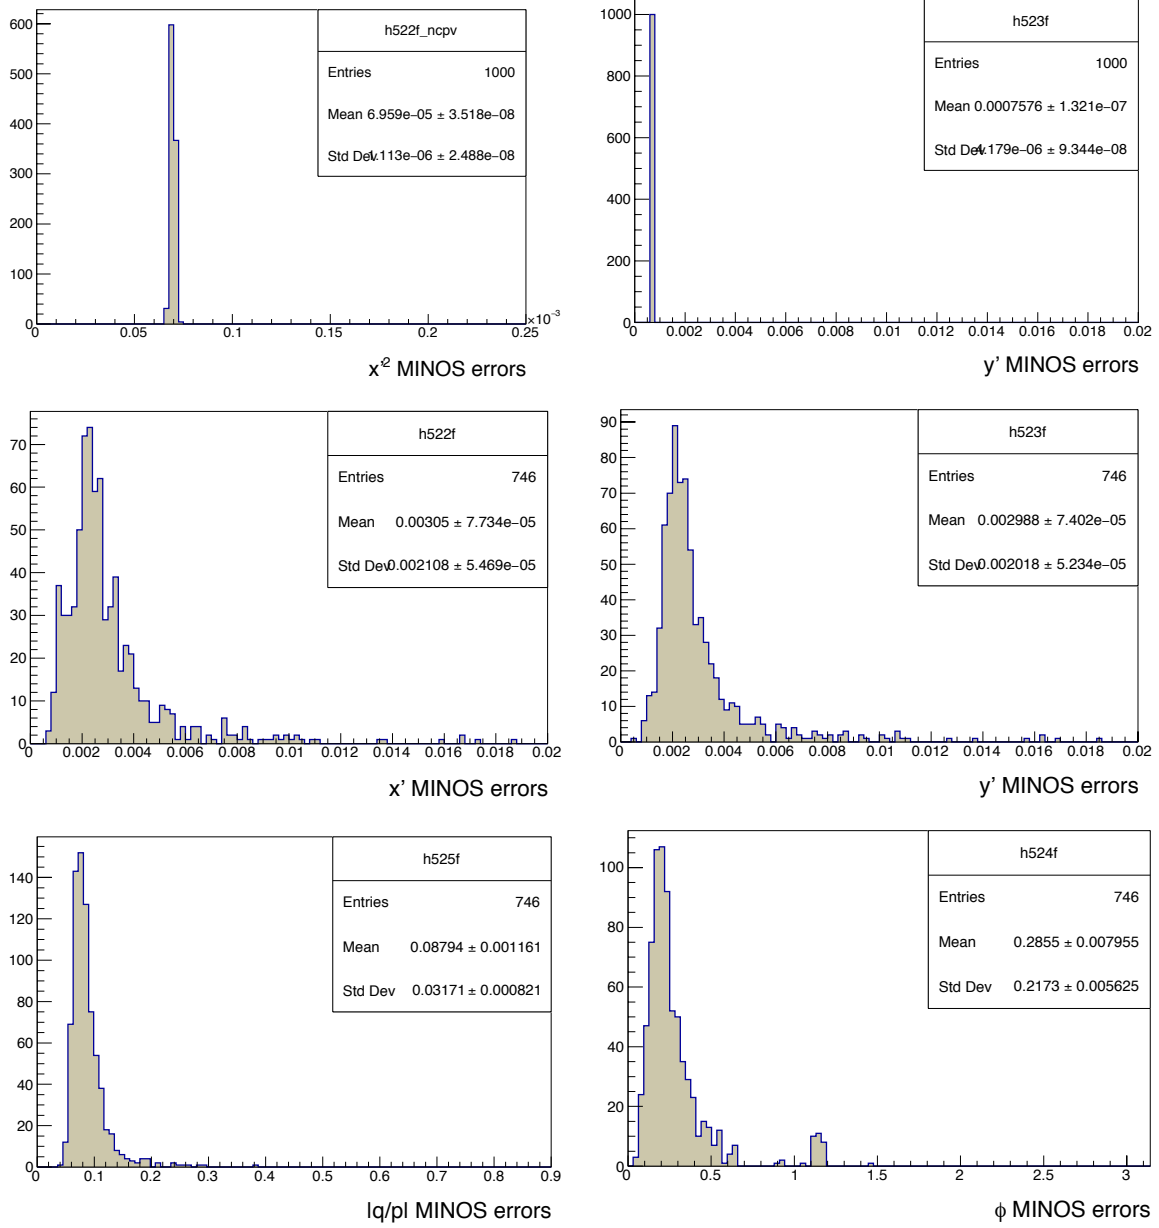 h522f_ncpv
Entries 1000
Mean 6.959e−05 ± 3.518e−08
Std Dev 1.113e−06 ± 2.488e−08
600
500
400
300
200
100
0
0 0.05 0.1 0.15 0.2 0.25
×10⁻³
x'² MINOS errors
h523f
Entries 1000
Mean 0.0007576 ± 1.321e−07
Std Dev 4.179e−06 ± 9.344e−08
1000
800
600
400
200
0
0 0.002 0.004 0.006 0.008 0.01 0.012 0.014 0.016 0.018 0.02
y' MINOS errors
h522f
Entries 746
Mean 0.00305 ± 7.734e−05
Std Dev 0.002108 ± 5.469e−05
70
60
50
40
30
20
10
0
0 0.002 0.004 0.006 0.008 0.01 0.012 0.014 0.016 0.018 0.02
x' MINOS errors
h523f
Entries 746
Mean 0.002988 ± 7.402e−05
Std Dev 0.002018 ± 5.234e−05
90
80
70
60
50
40
30
20
10
0
0 0.002 0.004 0.006 0.008 0.01 0.012 0.014 0.016 0.018 0.02
y' MINOS errors
h525f
Entries 746
Mean 0.08794 ± 0.001161
Std Dev 0.03171 ± 0.000821
140
120
100
80
60
40
20
0
0 0.1 0.2 0.3 0.4 0.5 0.6 0.7 0.8 0.9
|q/p| MINOS errors
h524f
Entries 746
Mean 0.2855 ± 0.007955
Std Dev 0.2173 ± 0.005625
100
80
60
40
20
0
0 0.5 1 1.5 2 2.5 3
ϕ MINOS errors